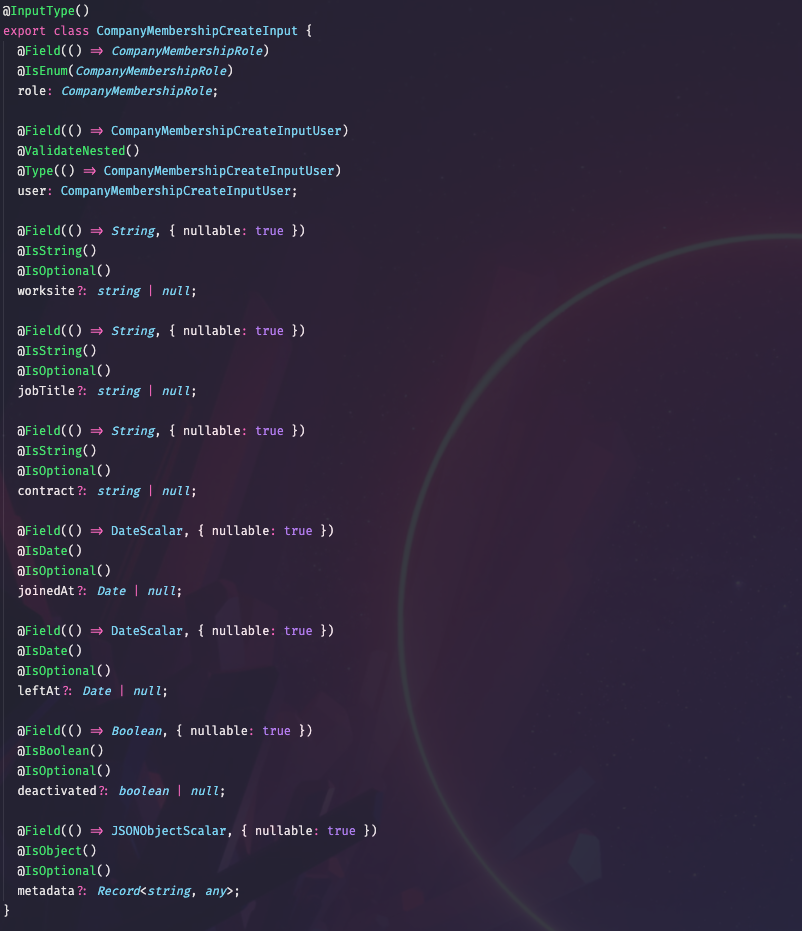 @InputType()
export class CompanyMembershipCreateInput {
  @Field(() => CompanyMembershipRole)
  @IsEnum(CompanyMembershipRole)
  role: CompanyMembershipRole;

  @Field(() => CompanyMembershipCreateInputUser)
  @ValidateNested()
  @Type(() => CompanyMembershipCreateInputUser)
  user: CompanyMembershipCreateInputUser;

  @Field(() => String, { nullable: true })
  @IsString()
  @IsOptional()
  worksite?: string | null;

  @Field(() => String, { nullable: true })
  @IsString()
  @IsOptional()
  jobTitle?: string | null;

  @Field(() => String, { nullable: true })
  @IsString()
  @IsOptional()
  contract?: string | null;

  @Field(() => DateScalar, { nullable: true })
  @IsDate()
  @IsOptional()
  joinedAt?: Date | null;

  @Field(() => DateScalar, { nullable: true })
  @IsDate()
  @IsOptional()
  leftAt?: Date | null;

  @Field(() => Boolean, { nullable: true })
  @IsBoolean()
  @IsOptional()
  deactivated?: boolean | null;

  @Field(() => JSONObjectScalar, { nullable: true })
  @IsObject()
  @IsOptional()
  metadata?: Record<string, any>;
}